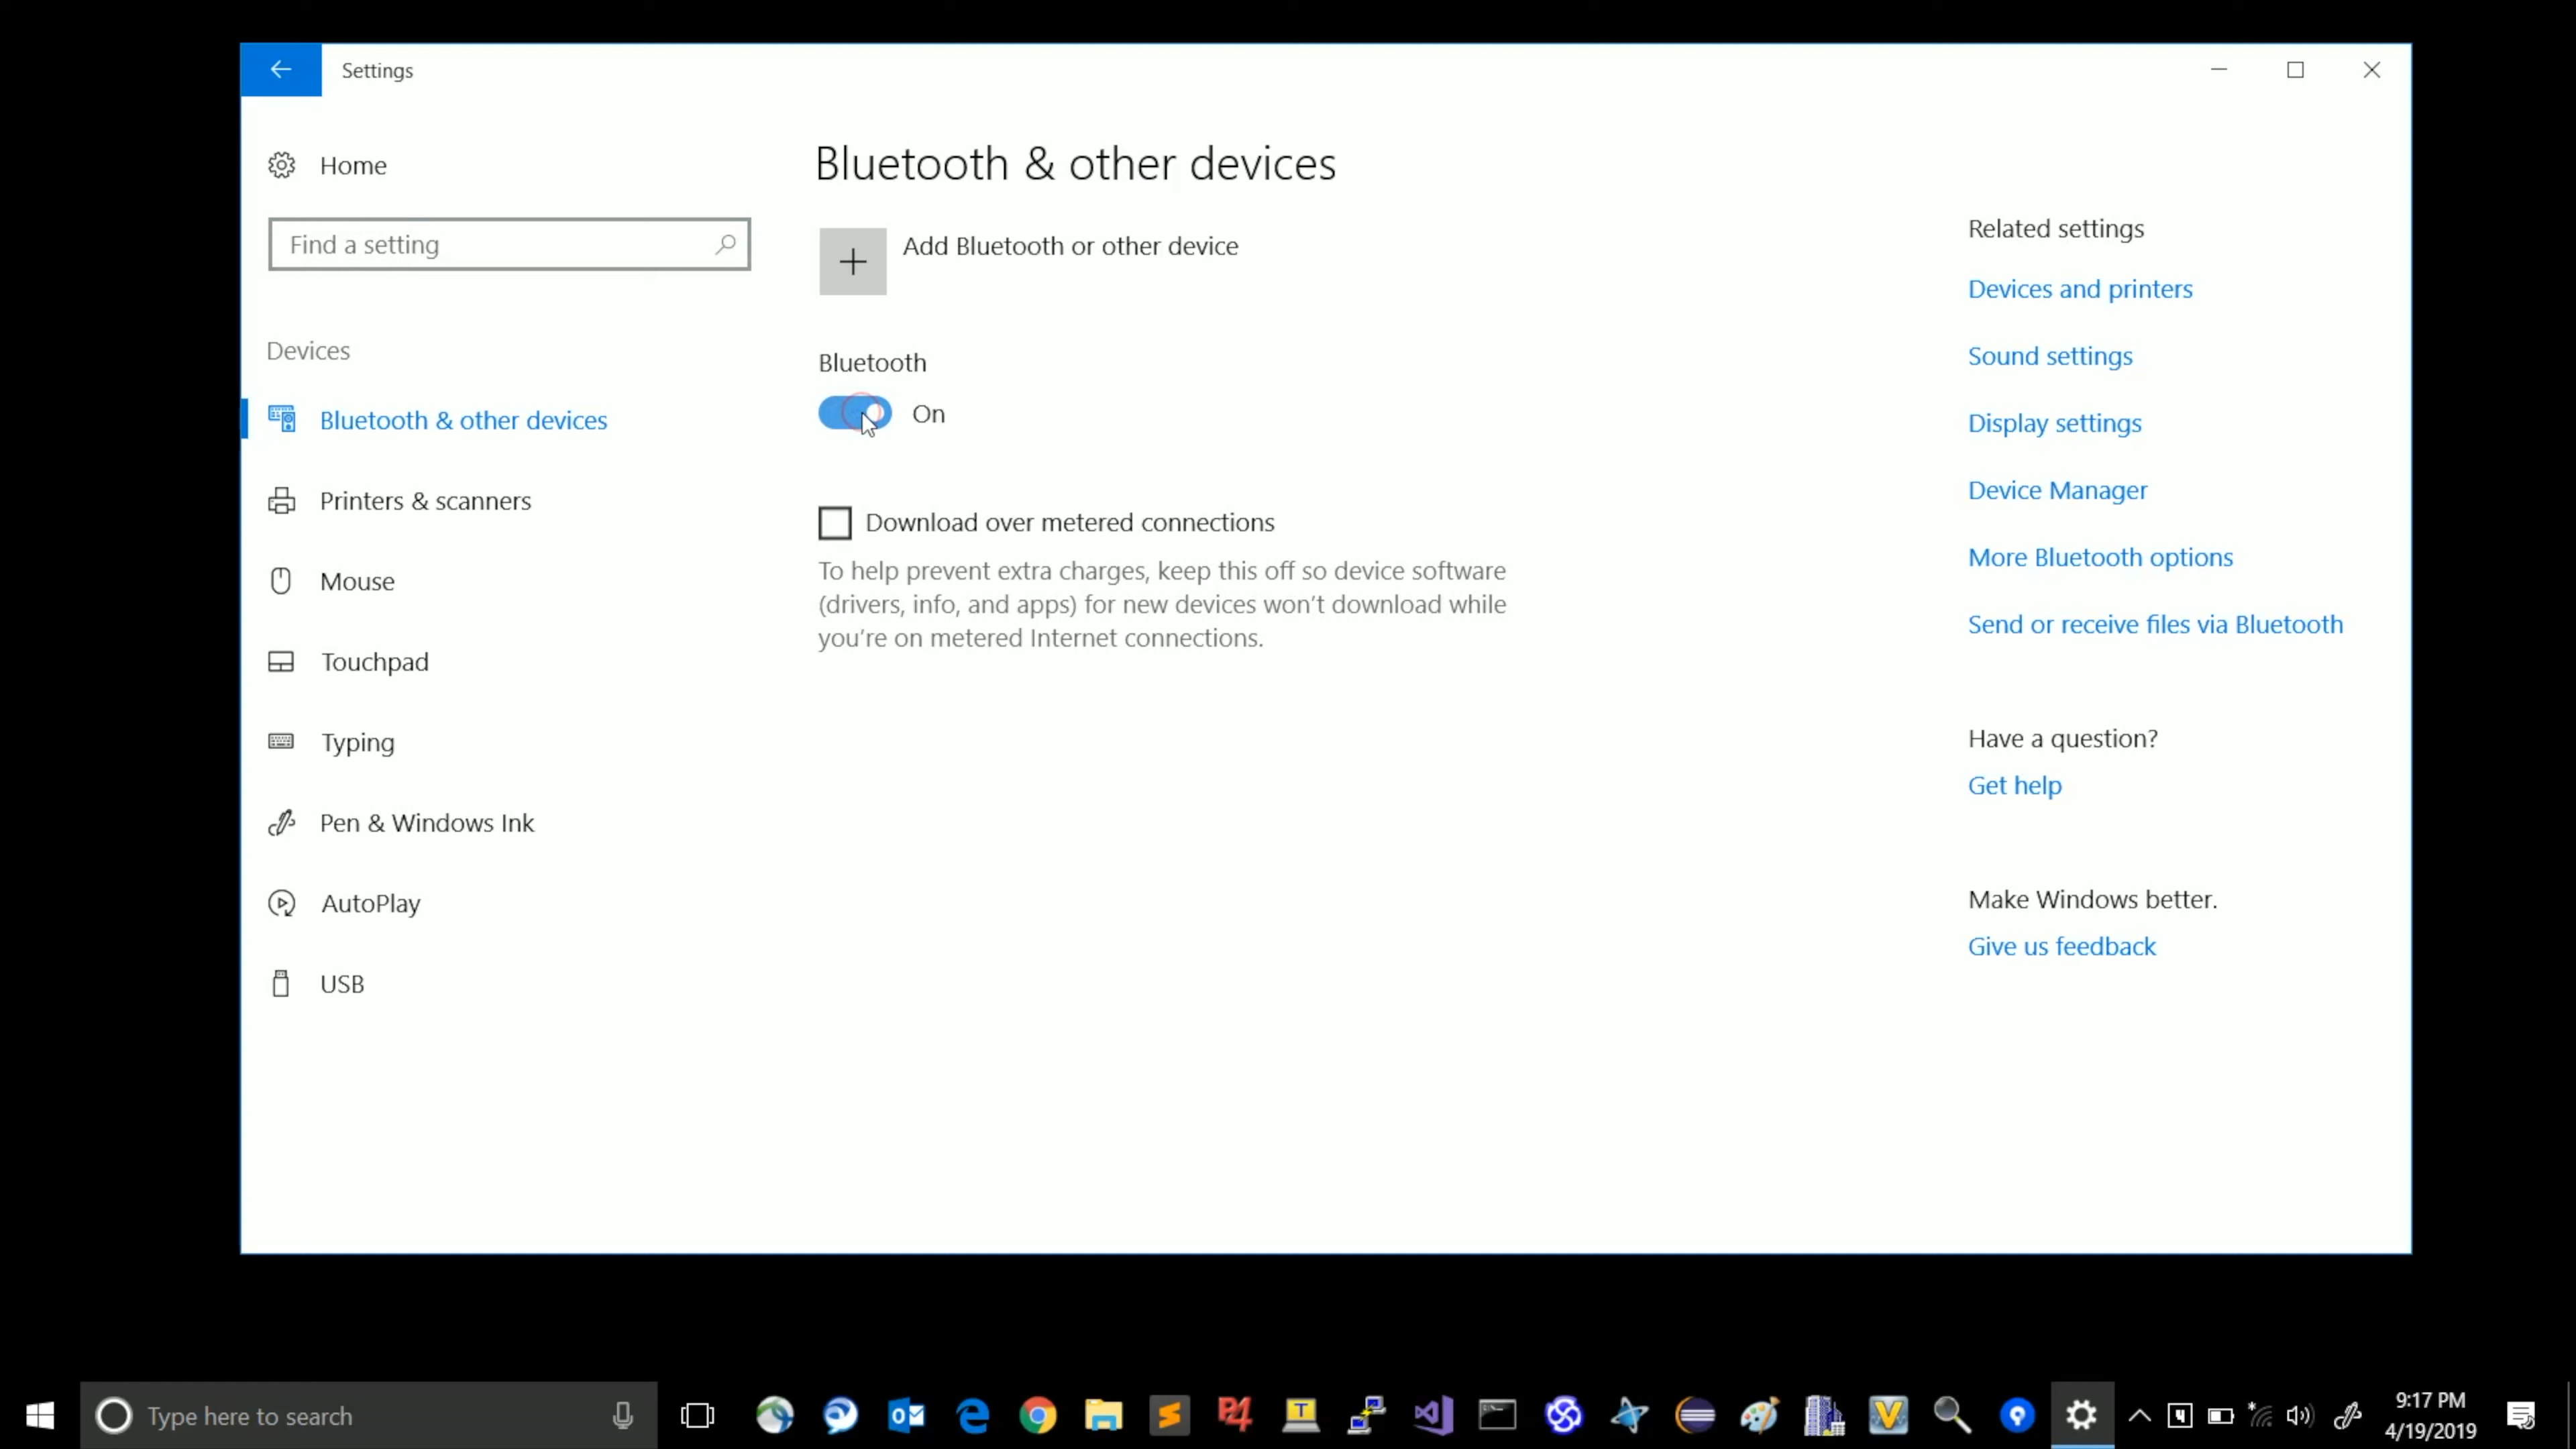 Settings
Home
Find a setting
Devices
Bluetooth & other devices
Printers & scanners
Mouse
Touchpad
Typing
Pen & Windows Ink
AutoPlay
USB
Bluetooth & other devices
Add Bluetooth or other device
Bluetooth
On
Download over metered connections
To help prevent extra charges, keep this off so device software
(drivers, info, and apps) for new devices won't download while
you're on metered Internet connections.
Related settings
Devices and printers
Sound settings
Display settings
Device Manager
More Bluetooth options
Send or receive files via Bluetooth
Have a question?
Get help
Make Windows better.
Give us feedback
Type here to search
9:17 PM
4/19/2019